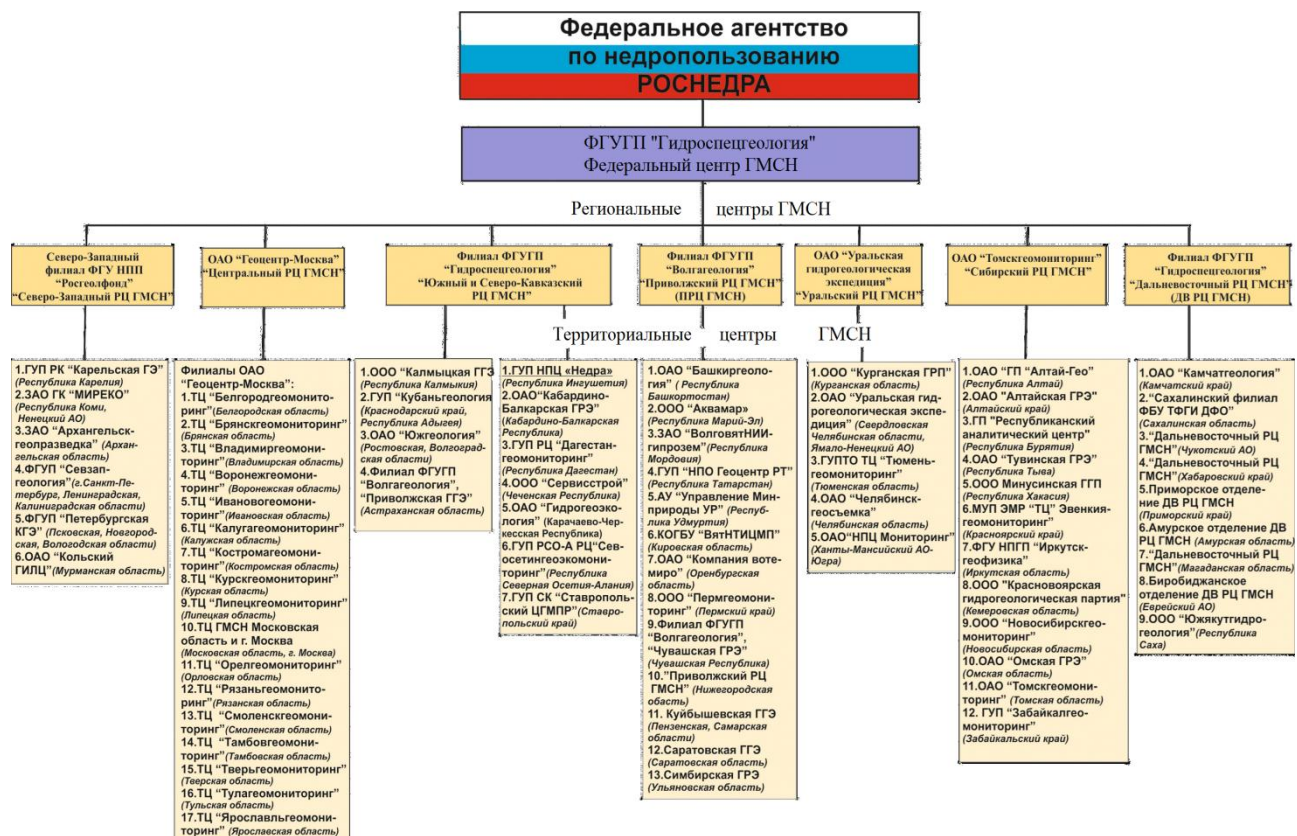 Федеральное агентство
по недропользованию
РОСНЕДРА
ФГУГП "Гидроспецгеология"
Федеральный центр ГМСН
Региональные центры ГМСН
Северо-Западный
филиал ФГУ НПП
“Росгеолфонд”
“Северо-Западный РЦ ГМСН”
ОАО “Геоцентр-Москва”
“Центральный РЦ ГМСН”
Филиал ФГУГП
“Гидроспецгеология”
“Южный и Северо-Кавказский
РЦ ГМСН”
Филиал ФГУГП
“Волгагеология”
“Приволжский РЦ ГМСН”
(ПРЦ ГМСН)
ОАО “Уральская
гидрогеологическая
экспедиция”
“Уральский РЦ ГМСН”
ОАО “Томскгеомониторинг”
“Сибирский РЦ ГМСН”
Филиал ФГУГП
“Гидроспецгеология”
“Дальневосточный РЦ ГМСН”
(ДВ РЦ ГМСН)
Территориальные центры ГМСН
1.ГУП РК “Карельская ГЭ”
(Республика Карелия)
2.ЗАО ГК “МИРЕКО”
(Республика Коми,
Ненецкий АО)
3.ЗАО “Архангельск-
геолразведка” (Архан-
гельская область)
4.ФГУП “Севзап-
геология” (г.Санкт-Пе-
тербург, Ленинградская,
Калиниградская области)
5.ФГУП “Петербургская
КГЭ” (Псковская, Новгород-
ская, Вологодская области)
6.ОАО “Кольский
ГИЛЦ” (Мурманская область)
Филиалы ОАО
“Геоцентр-Москва”:
1.ТЦ “Белгородгеомонито-
ринг” (Белгородская область)
2.ТЦ “Брянскгеомониторинг”
(Брянская область)
3.ТЦ “Владимиргеомони-
торинг” (Владимирская область)
4.ТЦ “Воронежгеомони-
торинг” (Воронежская область)
5.ТЦ “Ивановогеомони-
торинг” (Ивановская область)
6.ТЦ “Калугагеомониторинг”
(Калужская область)
7.ТЦ “Костромагеомони-
торинг” (Костромская область)
8.ТЦ “Курскгеомониторинг”
(Курская область)
9.ТЦ “Липецкгеомониторинг”
(Липецкая область)
10.ТЦ ГМСН Московская
область и г. Москва
(Московская область, г. Москва)
11.ТЦ “Орелгеомониторинг”
(Орловская область)
12.ТЦ “Рязаньгеомонито-
ринг” (Рязанская область)
13.ТЦ “Смоленскгеомони-
торинг” (Смоленская область)
14.ТЦ “Тамбовгеомони-
торинг” (Тамбовская область)
15.ТЦ “Тверьгеомониторинг”
(Тверская область)
16.ТЦ “Тулагеомониторинг”
(Тульская область)
17.ТЦ “Ярославльгеомони-
торинг” (Ярославская область)
1.ООО “Калмыцкая ГГЭ”
(Республика Калмыкия)
2.ГУП “Кубаньгеология”
(Краснодарский край,
Республика Адыгея)
3.ОАО “Южгеология”
(Ростовская, Волгоград-
ская области)
4.Филиал ФГУГП
“Волгагеология”,
“Приволжская ГГЭ”
(Астраханская область)
1.ГУП НПЦ «Недра»
(Республика Ингушетия)
2.ОАО“Кабардино-
Балкарская ГРЭ”
(Кабардино-Балкарская
Республика)
3.ГУП РЦ “Дагестан-
геомониторинг”
(Республика Дагестан)
4.ООО “Сервисстрой”
(Чеченская Республика)
5.ОАО “Гидрогеоэко-
логия” (Карачаево-Чер-
кесская Республика)
6.ГУП РСО-А РЦ“Сев-
осетингеоэкомони-
торинг” (Республика
Северная Осетия-Алания)
7.ГУП СК “Ставрополь-
ский ЦГМПР” (Ставро-
польский край)
1.ОАО “Башкиргеоло-
гия” ( Республика
Башкортостан)
2.ООО “Аквамар»
(Республика Марий-Эл)
3.ЗАО “ВолговятНИИ-
гипрозем” (Республика
Мордовия)
4.ГУП “НПО Геоцентр РТ”
(Республика Татарстан)
5.АУ “Управление Мин-
природы УР” (Респуб-
лика Удмуртия)
6.КОГБУ “ВятНТИЦМП”
(Кировская область)
7.ОАО “Компания воте-
миро” (Оренбургская
область)
8.ООО “Пермгеомони-
торинг” (Пермский край)
9.Филиал ФГУГП
“Волгагеология”,
“Чувашская ГРЭ”
(Чувашская Республика)
10.”Приволжский РЦ
ГМСН” (Нижегородская
обасть)
11. Куйбышевская ГГЭ
(Пензенская, Самарская
области)
12.Саратовская ГГЭ
(Саратовская область)
13.Симбирская ГРЭ
(Ульяновская область)
1.ООО “Курганская ГРП”
(Курганская область)
2.ОАО “Уральская гид-
рогеологическая экспе-
диция” (Свердловская
Челябинская области,
Ямало-Ненецкий АО)
3.ГУПТО ТЦ “Тюмень-
геомониторинг”
(Тюменская область)
4.ОАО “Челябинск-
геосъемка”
(Челябинская область)
5.ОАО“НПЦ Мониторинг”
(Ханты-Мансийский АО-
Югра)
1.ОАО “ГП “Алтай-Гео”
(Республика Алтай)
2.ОАО “Алтайская ГРЭ”
(Алтайский край)
3.ГП “Республиканский
аналитический центр”
(Республика Бурятия)
4.ОАО “Тувинская ГРЭ”
(Республика Тыва)
5.ООО Минусинская ГГП
(Республика Хакасия)
6.МУП ЭМР “ТЦ” Эвенкия-
геомониторинг”
(Красноярский край)
7.ФГУ НПГП “Иркутск-
геофизика”
(Иркутская область)
8.ООО “Красновоярская
гидрогеологическая партия”
(Кемеровская область)
9.ООО “Новосибирскгео-
мониторинг”
(Новосибирская область)
10.ОАО “Омская ГРЭ”
(Омская область)
11.ОАО “Томскгеомони-
торинг” (Томская область)
12. ГУП “Забайкалгео-
мониторинг”
(Забайкальский край)
1.ОАО “Камчатгеология”
(Камчатский край)
2.“Сахалинский филиал
ФБУ ТФГИ ДФО”
(Сахалинская область)
3.“Дальневосточный РЦ
ГМСН” (Чукотский АО)
4.“Дальневосточный РЦ
ГМСН” (Хабаровский край)
5.Приморское отделе-
ние ДВ РЦ ГМСН
(Приморский край)
6.Амурское отделение ДВ
РЦ ГМСН (Амурская область)
7.“Дальневосточный РЦ
ГМСН” (Магаданская область)
8.Биробиджанское
отделение ДВ РЦ ГМСН
(Еврейский АО)
9.ООО “Южякутгидро-
геология” (Республика
Саха)